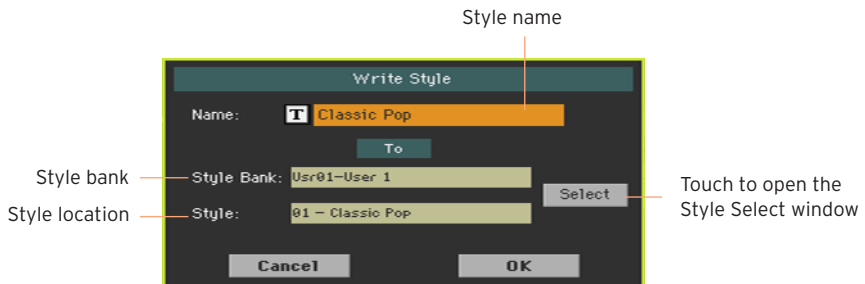 Style name
Write Style
Name: T Classic Pop
To
Style bank
Style Bank: Usr01-User 1
Select
Touch to open the
Style Select window
Style location
Style: 01 - Classic Pop
Cancel
OK